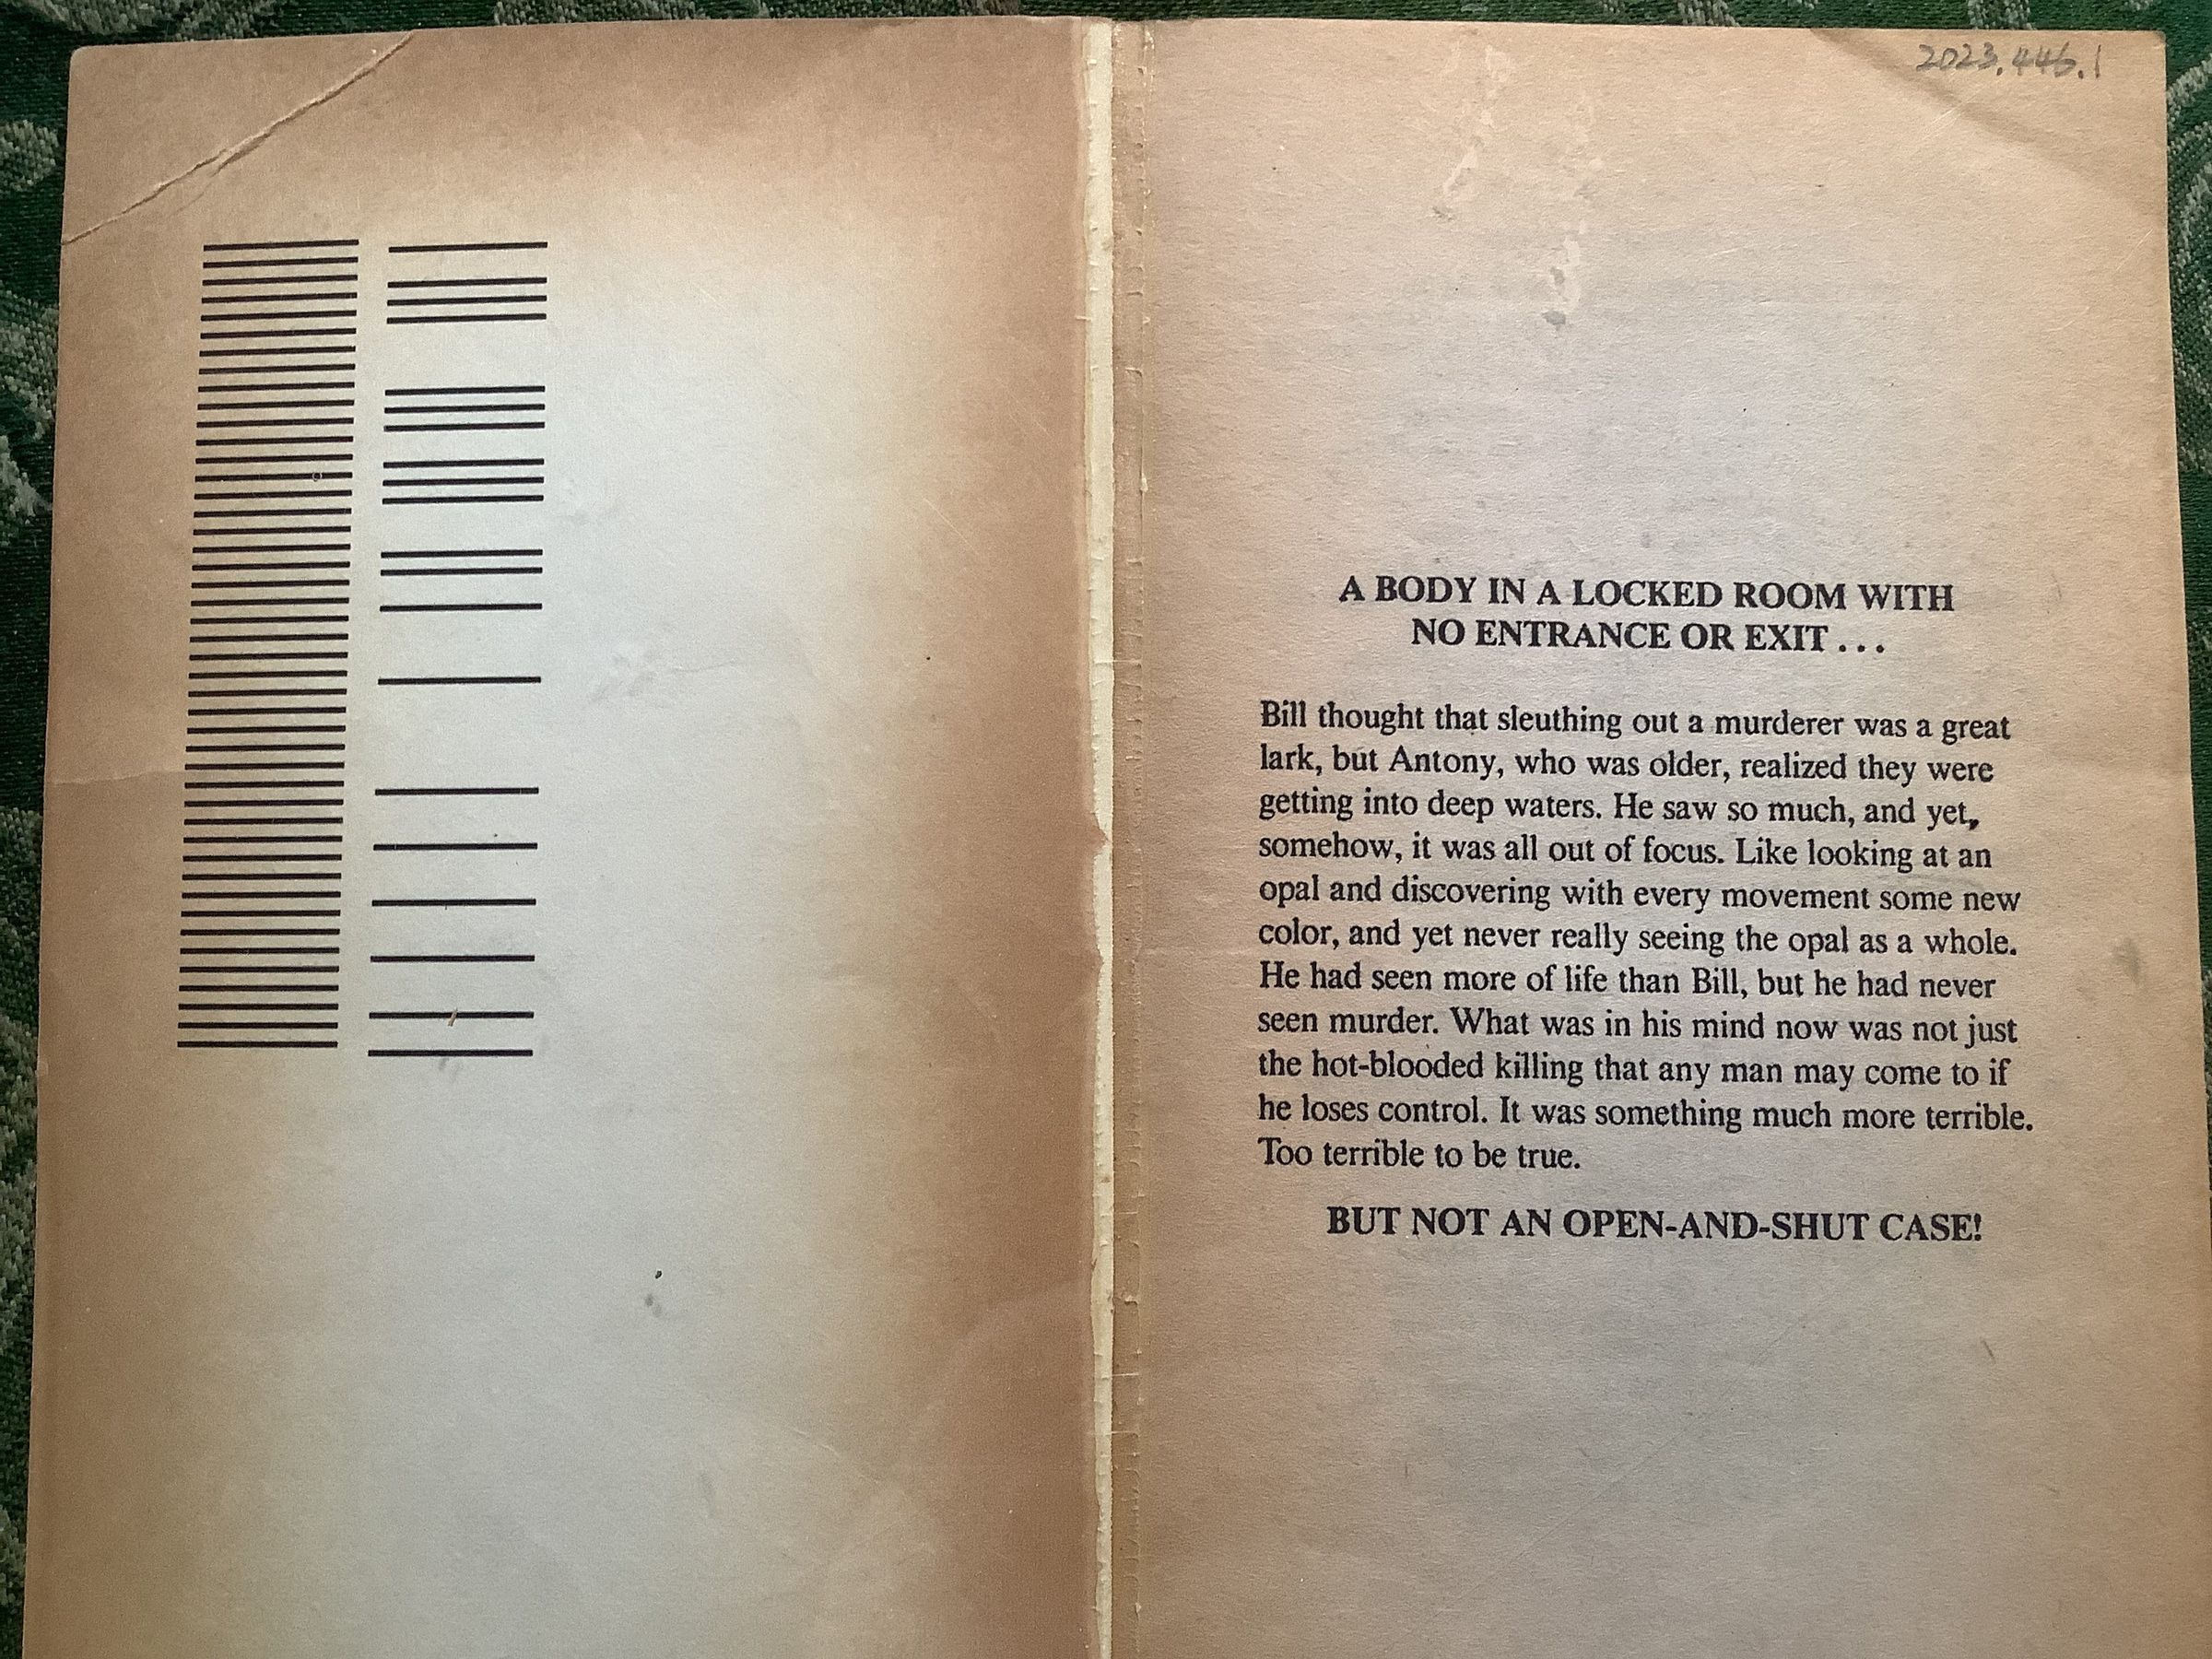 2023.446.1
A BODY IN A LOCKED ROOM WITH
NO ENTRANCE OR EXIT . . .
Bill thought that sleuthing out a murderer was a great
lark, but Antony, who was older, realized they were
getting into deep waters. He saw so much, and yet,
somehow, it was all out of focus. Like looking at an
opal and discovering with every movement some new
color, and yet never really seeing the opal as a whole.
He had seen more of life than Bill, but he had never
seen murder. What was in his mind now was not just
the hot-blooded killing that any man may come to if
he loses control. It was something much more terrible.
Too terrible to be true.
BUT NOT AN OPEN-AND-SHUT CASE!